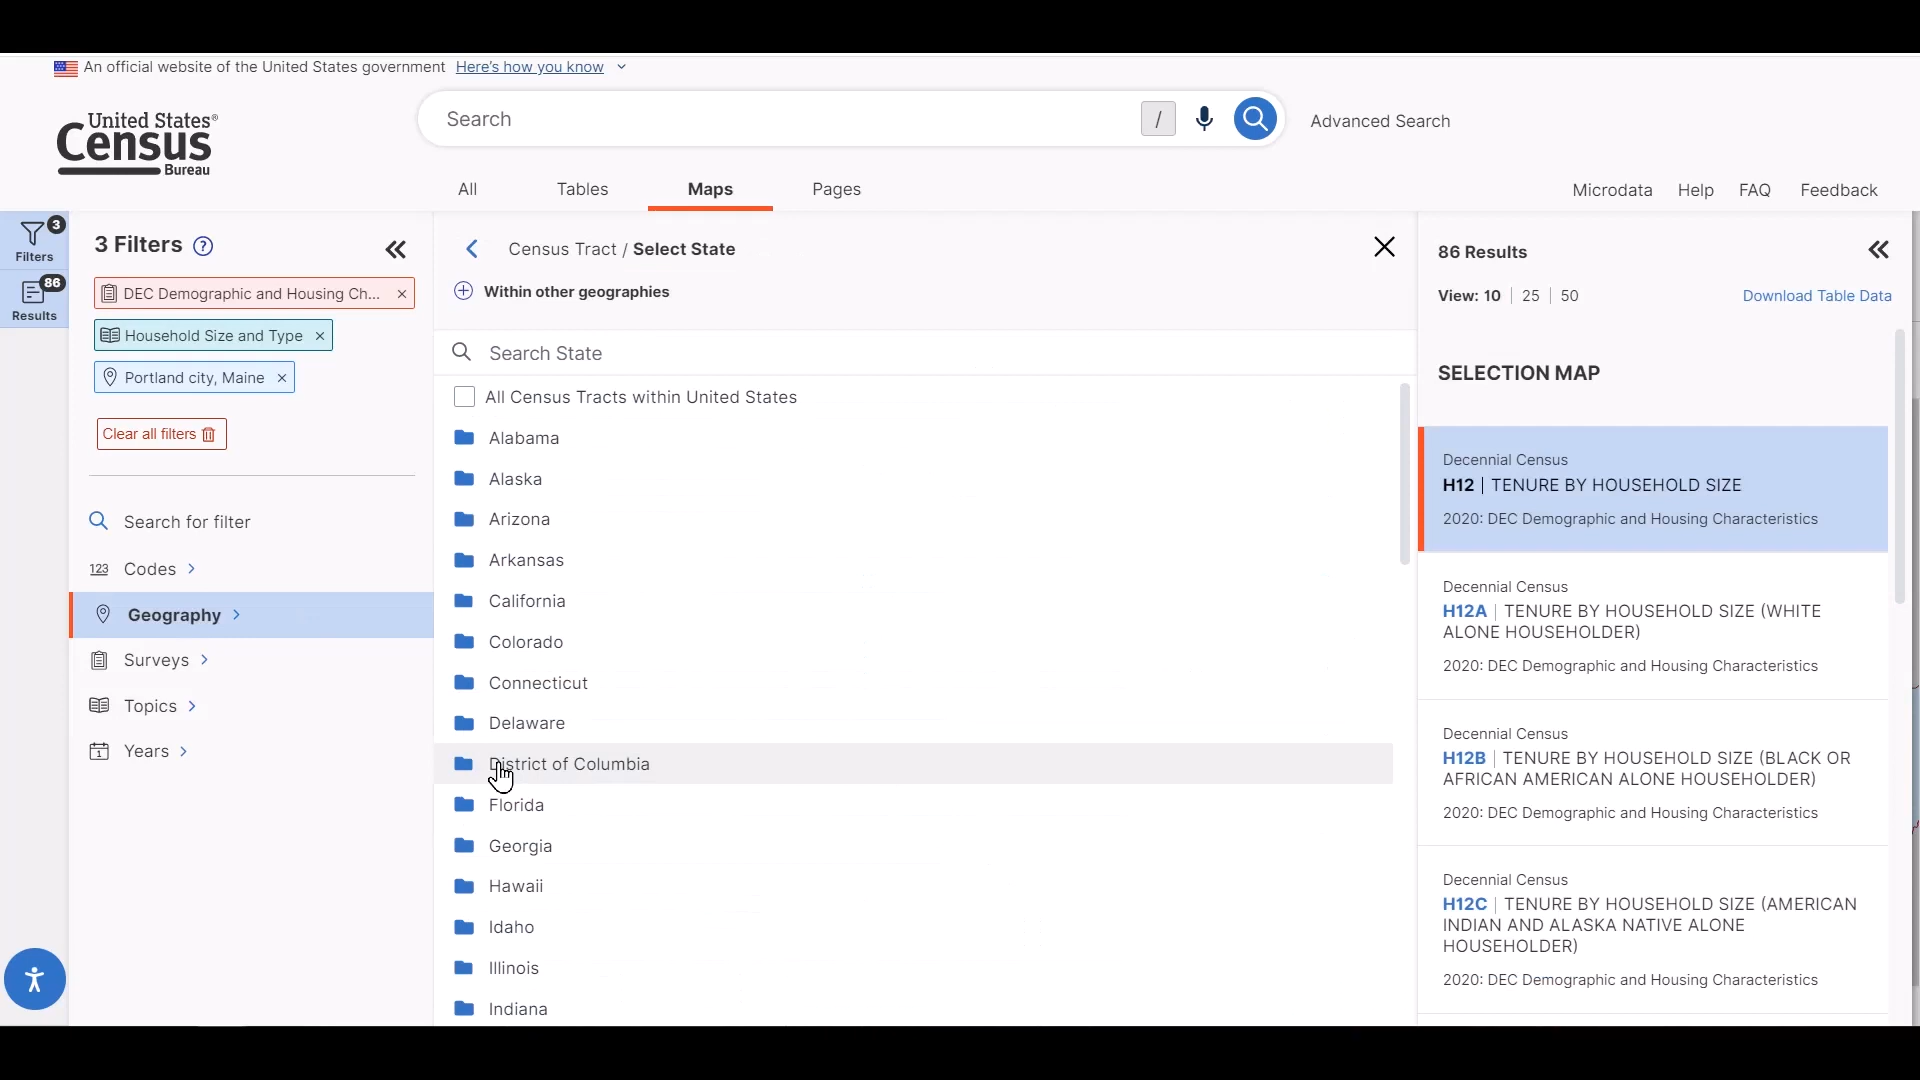 An official website of the United States government Here's how you know
United States®
Census
Bureau
Search
/
Advanced Search
All
Tables
Maps
Pages
Microdata
Help
FAQ
Feedback
3
Filters
86
Results
3 Filters ?
DEC Demographic and Housing Ch... ×
Household Size and Type ×
Portland city, Maine ×
Clear all filters
Search for filter
123 Codes
Geography
Surveys
Topics
1 Years
Census Tract / Select State
Within other geographies
Search State
All Census Tracts within United States
Alabama
Alaska
Arizona
Arkansas
California
Colorado
Connecticut
Delaware
District of Columbia
Florida
Georgia
Hawaii
Idaho
Illinois
Indiana
86 Results
View: 10 | 25 | 50
Download Table Data
SELECTION MAP
Decennial Census
H12 | TENURE BY HOUSEHOLD SIZE
2020: DEC Demographic and Housing Characteristics
Decennial Census
H12A | TENURE BY HOUSEHOLD SIZE (WHITE
ALONE HOUSEHOLDER)
2020: DEC Demographic and Housing Characteristics
Decennial Census
H12B | TENURE BY HOUSEHOLD SIZE (BLACK OR
AFRICAN AMERICAN ALONE HOUSEHOLDER)
2020: DEC Demographic and Housing Characteristics
Decennial Census
H12C | TENURE BY HOUSEHOLD SIZE (AMERICAN
INDIAN AND ALASKA NATIVE ALONE
HOUSEHOLDER)
2020: DEC Demographic and Housing Characteristics